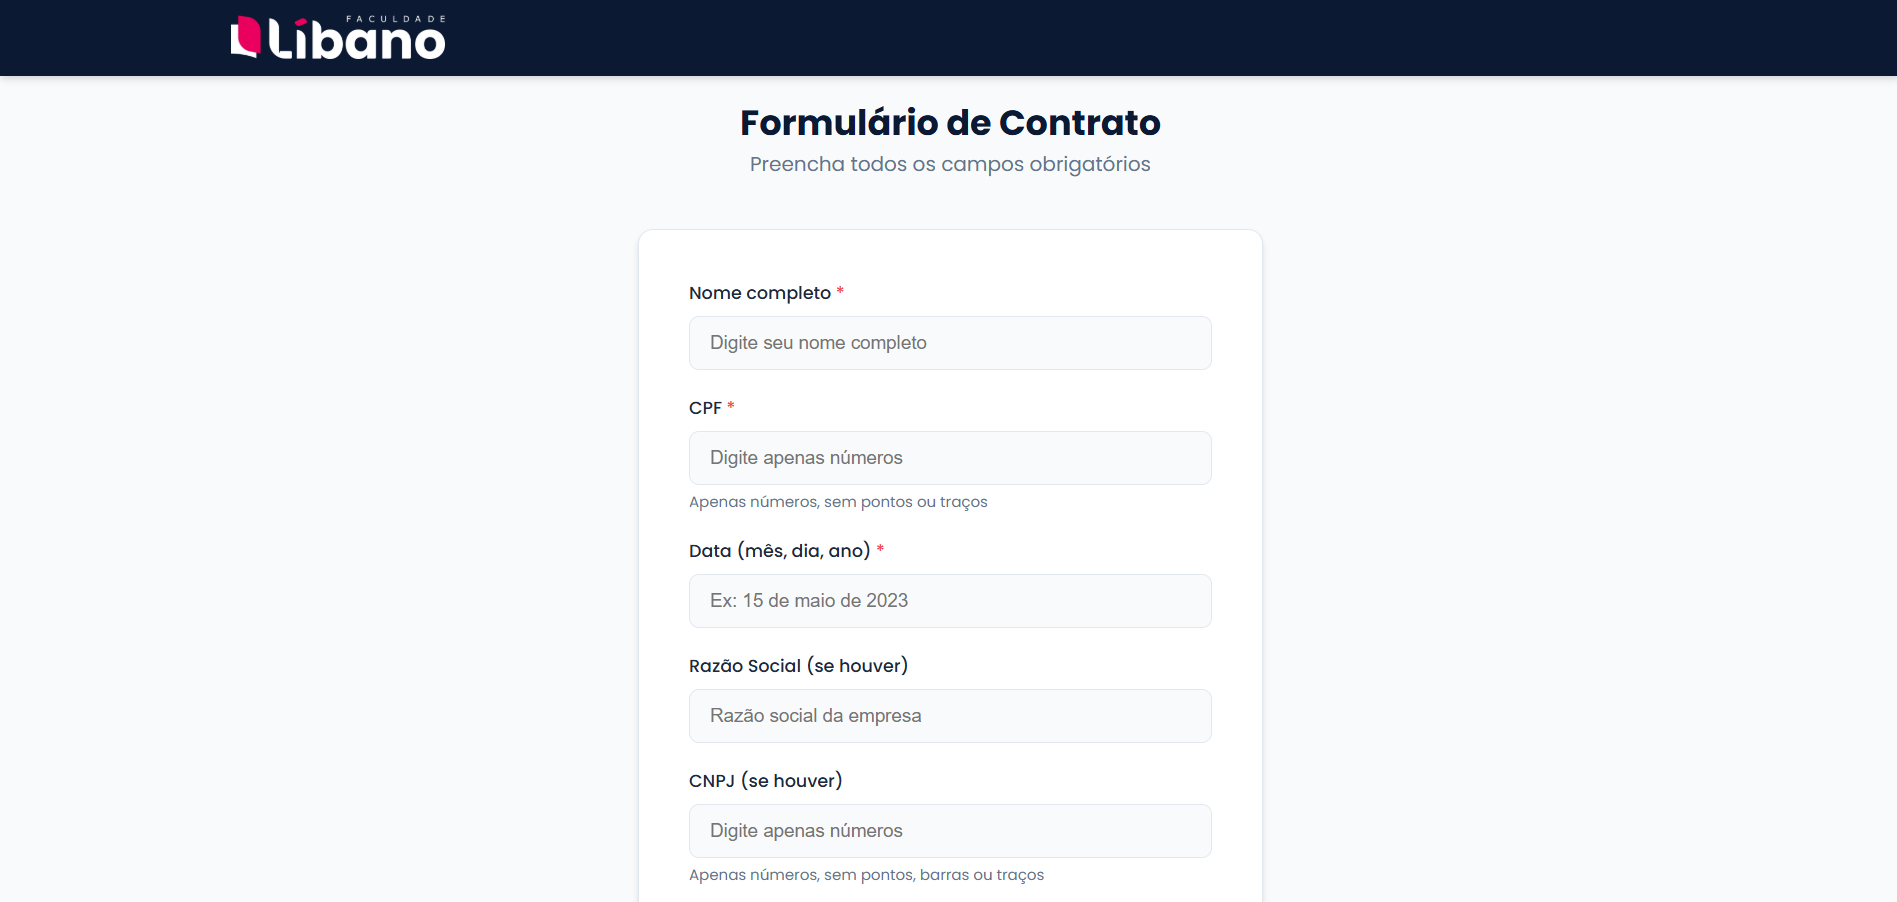 FACULDADE
Líbano
Formulário de Contrato
Preencha todos os campos obrigatórios
Nome completo *
Digite seu nome completo
CPF *
Digite apenas números
Apenas números, sem pontos ou traços
Data (mês, dia, ano) *
Ex: 15 de maio de 2023
Razão Social (se houver)
Razão social da empresa
CNPJ (se houver)
Digite apenas números
Apenas números, sem pontos, barras ou traços